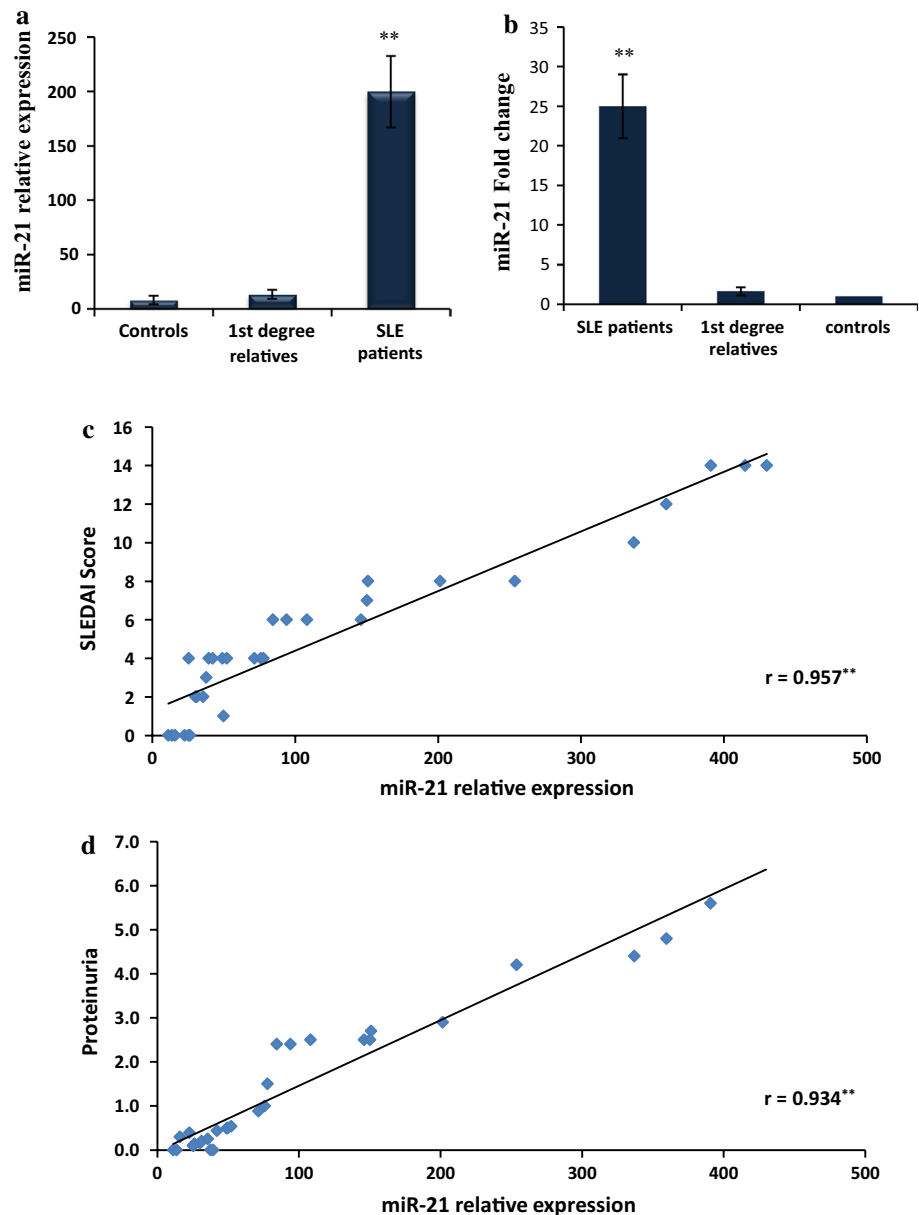 a
miR-21 relative expression
250
200
150
100
50
0
**
Controls
1st degree
relatives
SLE
patients
b
miR-21 Fold change
35
30
25
20
15
10
5
0
**
SLE patients
1st degree
relatives
controls
c
SLEDAI Score
16
14
12
10
8
6
4
2
0
0 100 200 300 400 500
r = 0.957**
miR-21 relative expression
d
Proteinuria
7.0
6.0
5.0
4.0
3.0
2.0
1.0
0.0
0 100 200 300 400 500
r = 0.934**
miR-21 relative expression